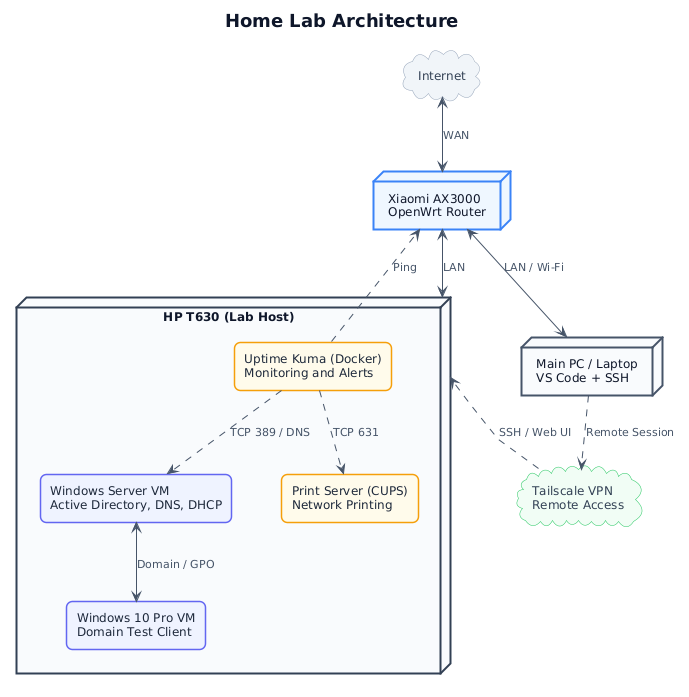 Home Lab Architecture
Internet
WAN
Xiaomi AX3000
OpenWrt Router
Ping
LAN
LAN / Wi-Fi
HP T630 (Lab Host)
Uptime Kuma (Docker)
Monitoring and Alerts
Main PC / Laptop
VS Code + SSH
TCP 389 / DNS
TCP 631
SSH / Web UI
Remote Session
Windows Server VM
Active Directory, DNS, DHCP
Print Server (CUPS)
Network Printing
Tailscale VPN
Remote Access
Domain / GPO
Windows 10 Pro VM
Domain Test Client